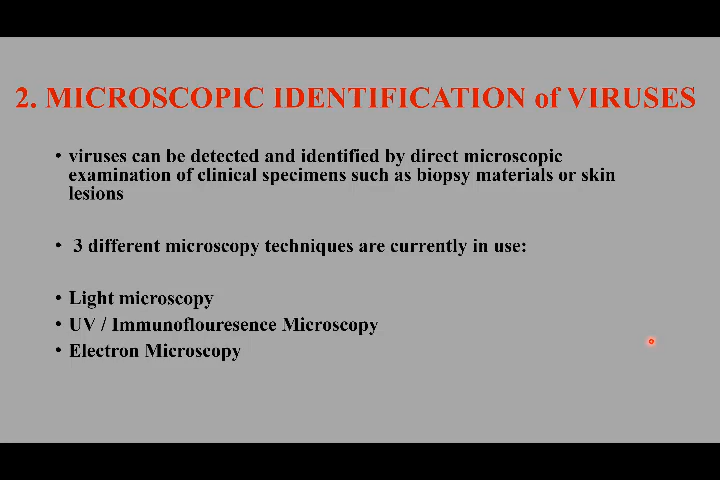 2. MICROSCOPIC IDENTIFICATION of VIRUSES
• viruses can be detected and identified by direct microscopic
examination of clinical specimens such as biopsy materials or skin
lesions
• 3 different microscopy techniques are currently in use:
• Light microscopy
• UV / Immunoflouresence Microscopy
• Electron Microscopy